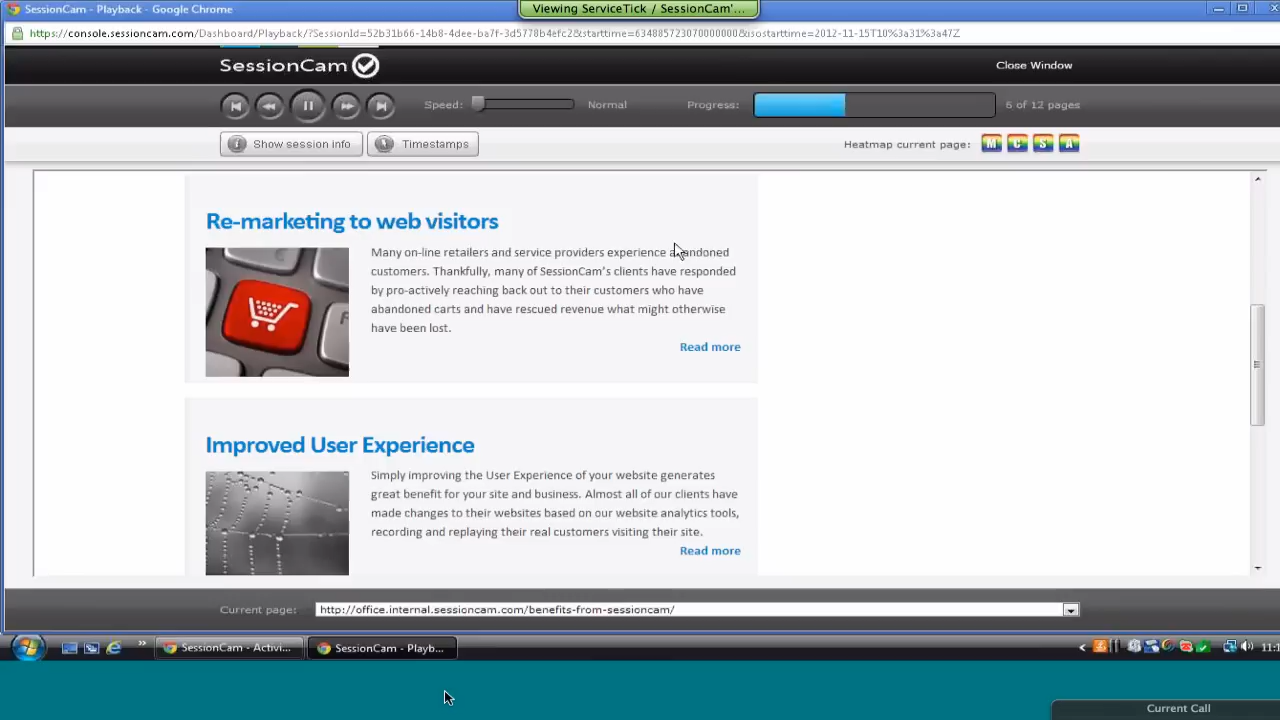 SessionCam - Playback - Google Chrome
Viewing ServiceTick / SessionCam'...
https://console.sessioncam.com/Dashboard/Playback/?SessionId=52b31b66-14b8-4dee-ba7f-3d5778b4efc2&starttime=634885723070000000&isostarttime=2012-11-15T10%3a31%3a47Z
SessionCam
Close Window
Speed: Normal Progress: 6 of 12 pages
Show session info Timestamps Heatmap current page: M C S A
Re-marketing to web visitors
Many on-line retailers and service providers experience abandoned
customers. Thankfully, many of SessionCam's clients have responded
by pro-actively reaching back out to their customers who have
abandoned carts and have rescued revenue what might otherwise
have been lost.
Read more
Improved User Experience
Simply improving the User Experience of your website generates
great benefit for your site and business. Almost all of our clients have
made changes to their websites based on our website analytics tools,
recording and replaying their real customers visiting their site.
Read more
Current page: http://office.internal.sessioncam.com/benefits-from-sessioncam/
SessionCam - Activi... SessionCam - Playb... 11:1
Current Call